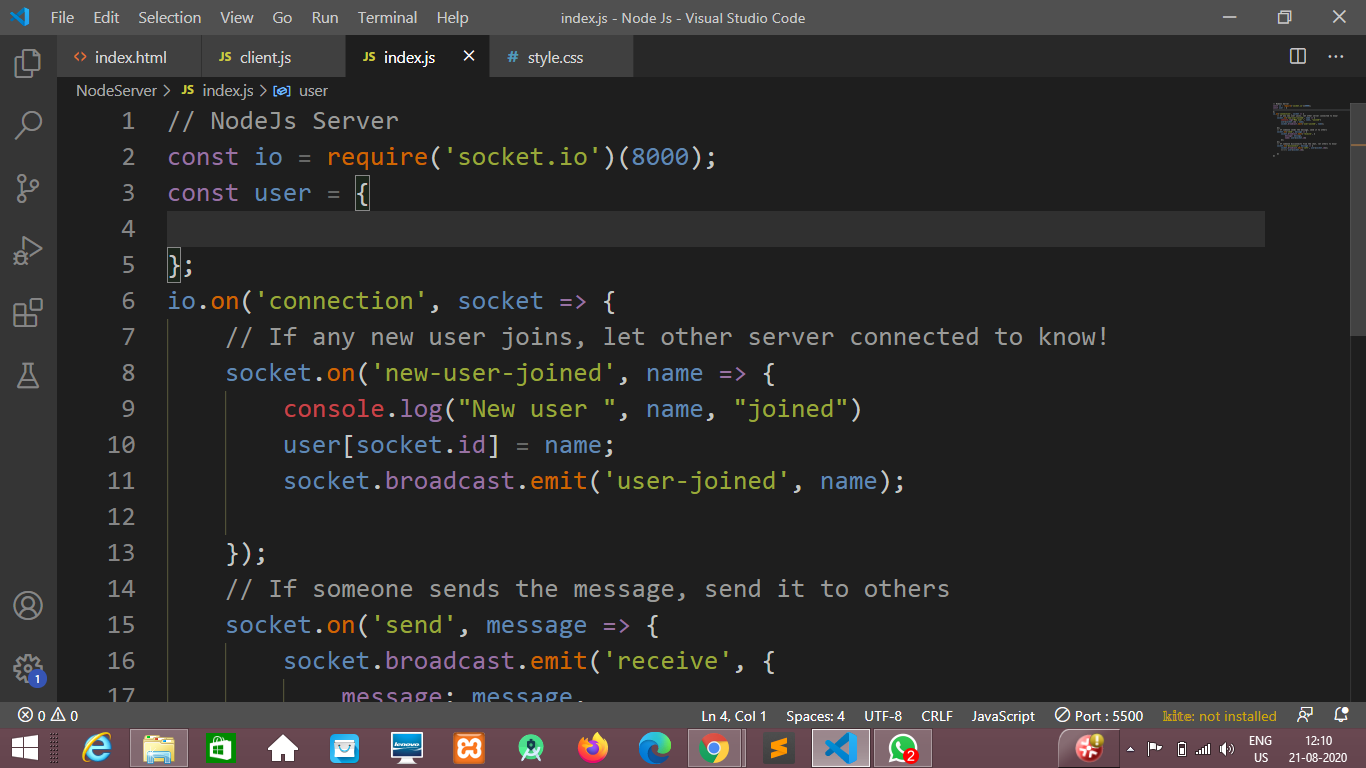 File Edit Selection View Go Run Terminal Help index.js - Node Js - Visual Studio Code
<> index.html JS client.js JS index.js # style.css
NodeServer > JS index.js > user
1 // NodeJs Server
2 const io = require('socket.io')(8000);
3 const user = {
4
5 };
6 io.on('connection', socket => {
7 // If any new user joins, let other server connected to know!
8 socket.on('new-user-joined', name => {
9 console.log("New user ", name, "joined")
10 user[socket.id] = name;
11 socket.broadcast.emit('user-joined', name);
12
13 });
14 // If someone sends the message, send it to others
15 socket.on('send', message => {
16 socket.broadcast.emit('receive', {
17 message: message,
1
0 0 Ln 4, Col 1 Spaces: 4 UTF-8 CRLF JavaScript Port : 5500 kite: not installed
lenovo 2 ENG US 12:10 21-08-2020